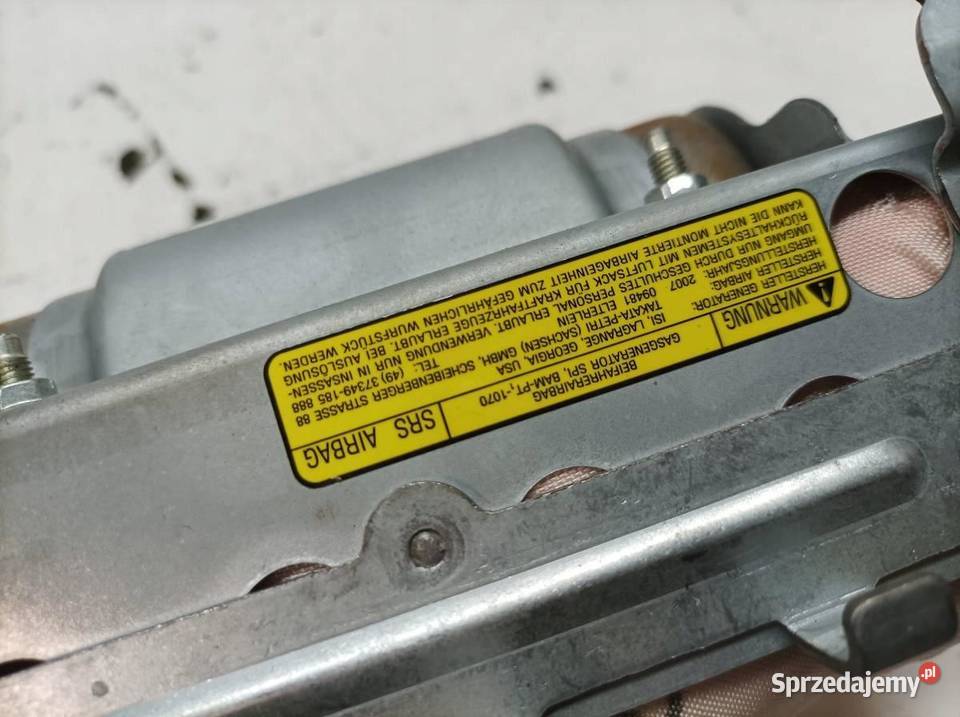 WARNUNG
BEIFAHRERAIRBAG
GASGENERATOR SPI, BAM-PT₁-1070
SRS AIRBAG
HERSTELLER GENERATOR: ISI, LAGRANGE, GEORGIA, USA
HERSTELLER AIRBAG: TAKATA-PETRI (SACHSEN) GMBH, SCHEIBENBERGER STRASSE 88
09481 ELTERLEIN TEL: (49) 37349-185 888
HERSTELLUNGSJAHR: 2007
UMGANG NUR DURCH GESCHULTES PERSONAL ERLAUBT. VERWENDUNG NUR IN INSASSEN-
RÜCKHALTESYSTEMEN MIT LUFTSACK FÜR KRAFTFAHRZEUGE ERLAUBT. BEI AUSLÖSUNG
KANN DIE NICHT MONTIERTE AIRBAGEINHEIT ZUM GEFÄHRLICHEN WURFSTÜCK WERDEN.
Sprzedajemy.pl